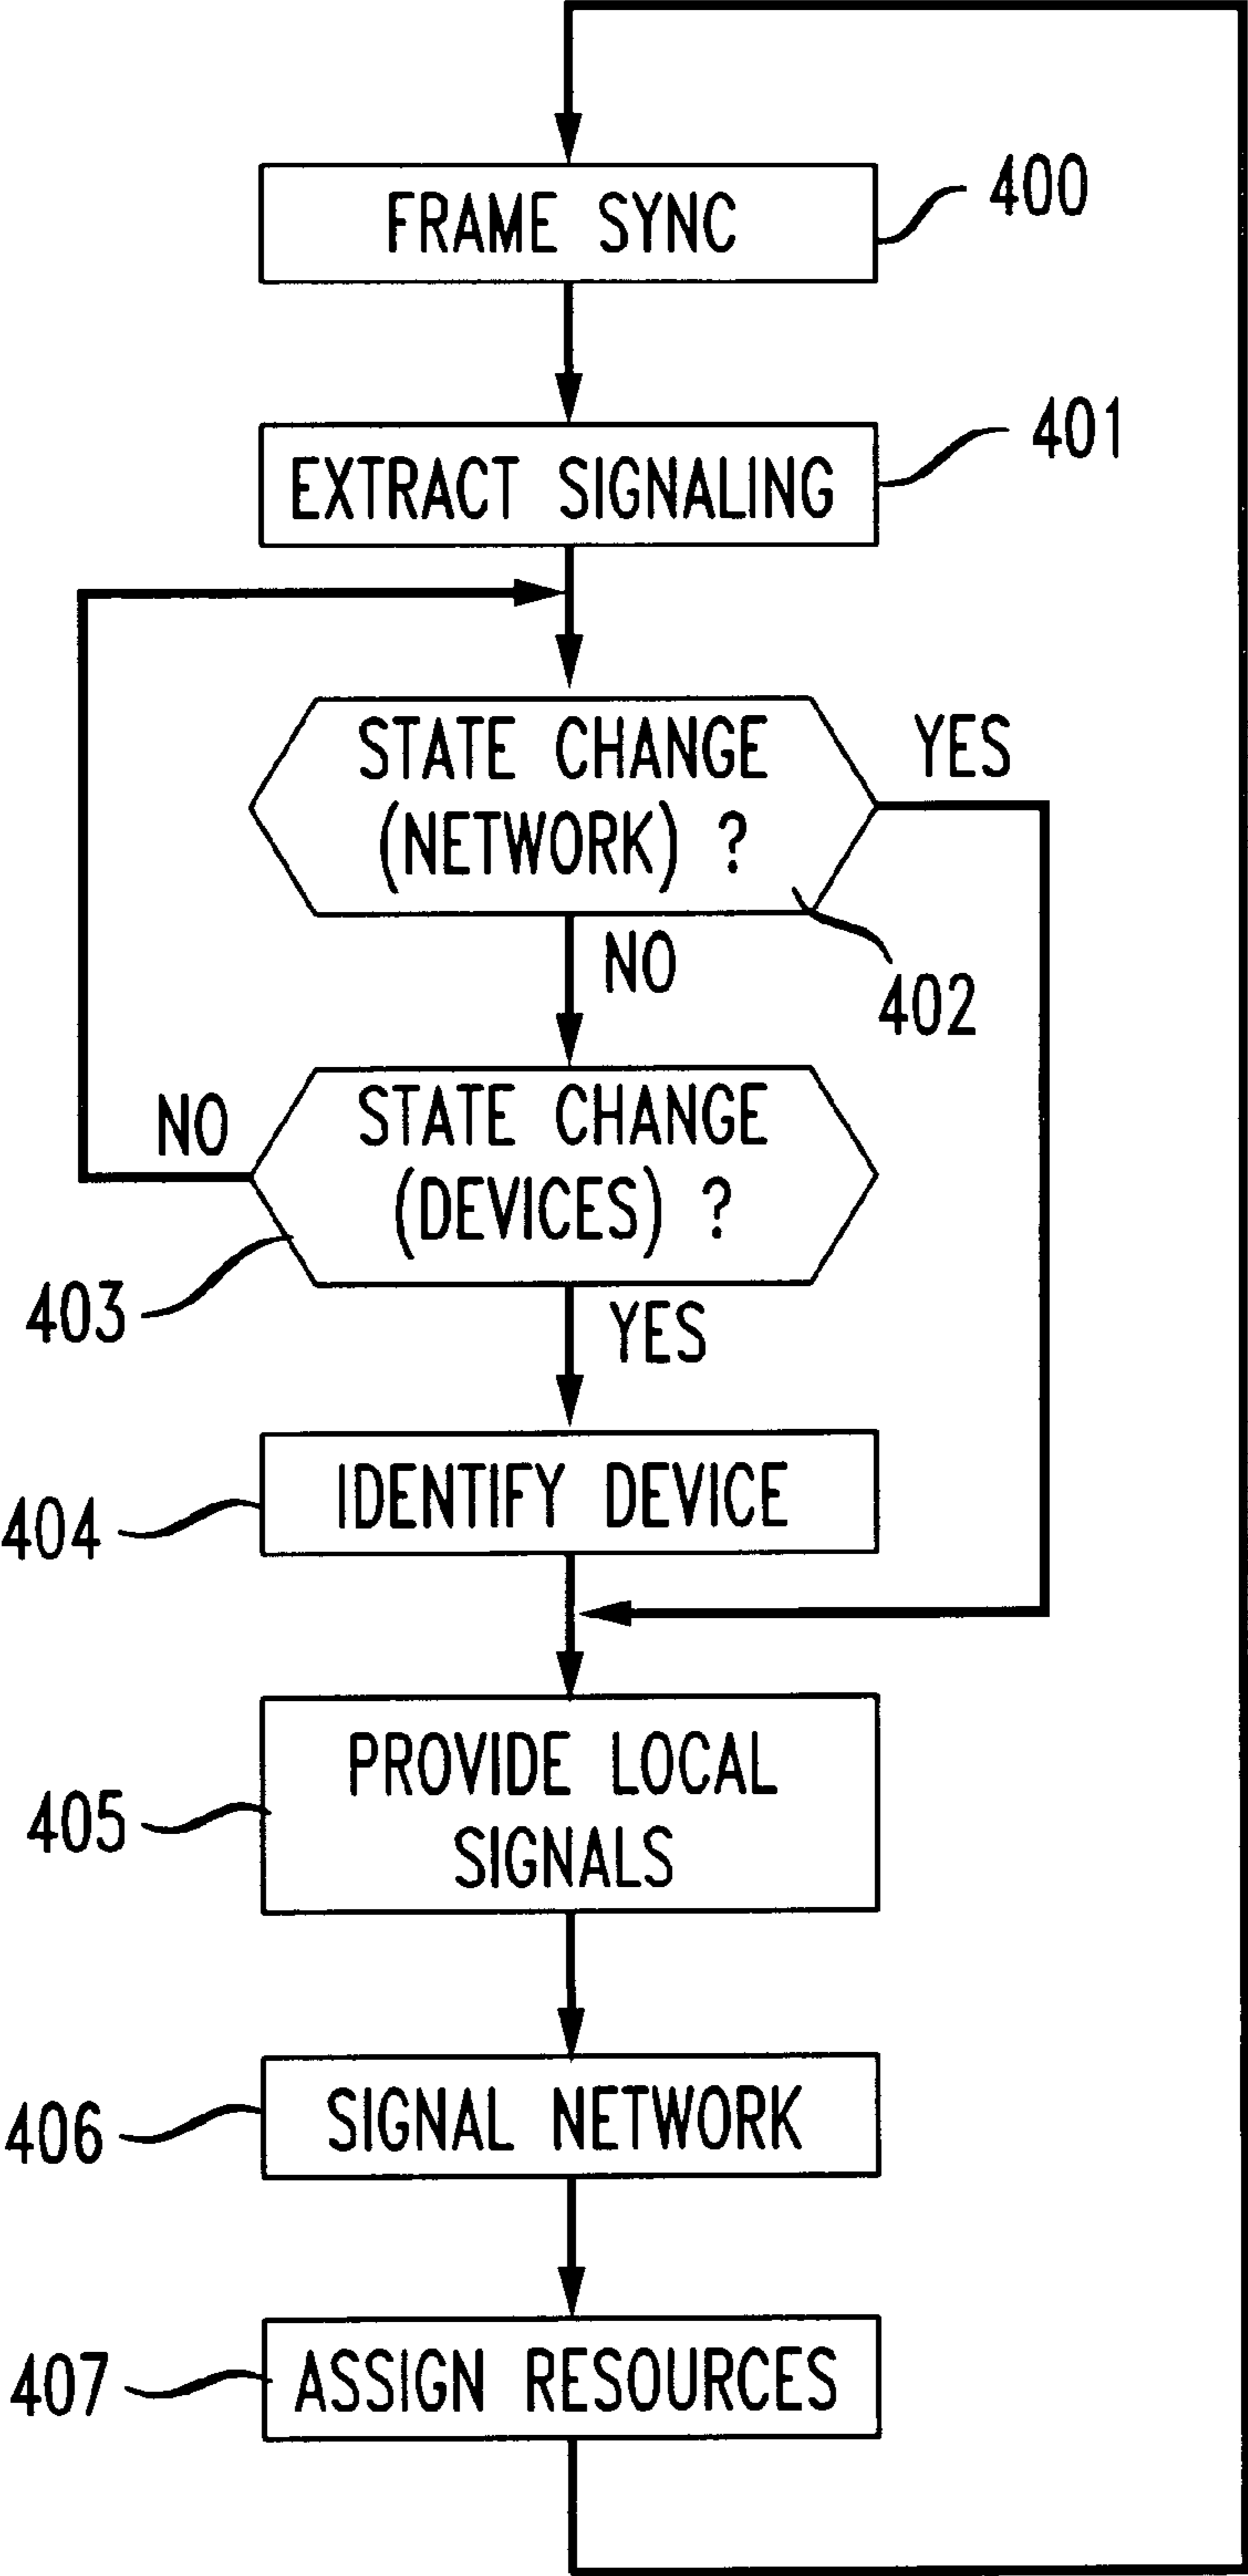 FRAME SYNC
400
EXTRACT SIGNALING
401
STATE CHANGE
(NETWORK) ?
YES
402
NO
STATE CHANGE
(DEVICES) ?
NO
403
YES
IDENTIFY DEVICE
404
PROVIDE LOCAL
SIGNALS
405
SIGNAL NETWORK
406
ASSIGN RESOURCES
407